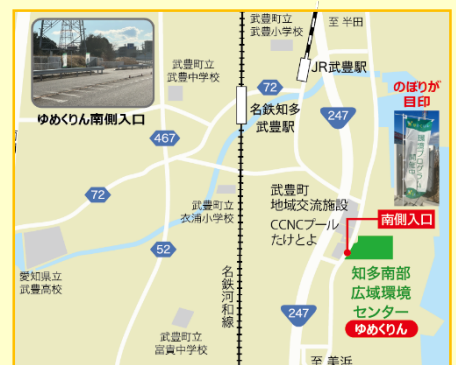 ゆめくりん南側入口
武豊町立
武豊小学校
至 半田
武豊町立
武豊中学校
JR武豊駅
72
名鉄知多
武豊駅
247
のぼりが
目印
467
武豊町
地域交流施設
CCNCプール
たけとよ
72
武豊町立
衣浦小学校
南側入口
52
愛知県立
武豊高校
名鉄河和線
知多南部
広域環境
センター
ゆめくりん
247
武豊町立
富貴中学校
至 美浜